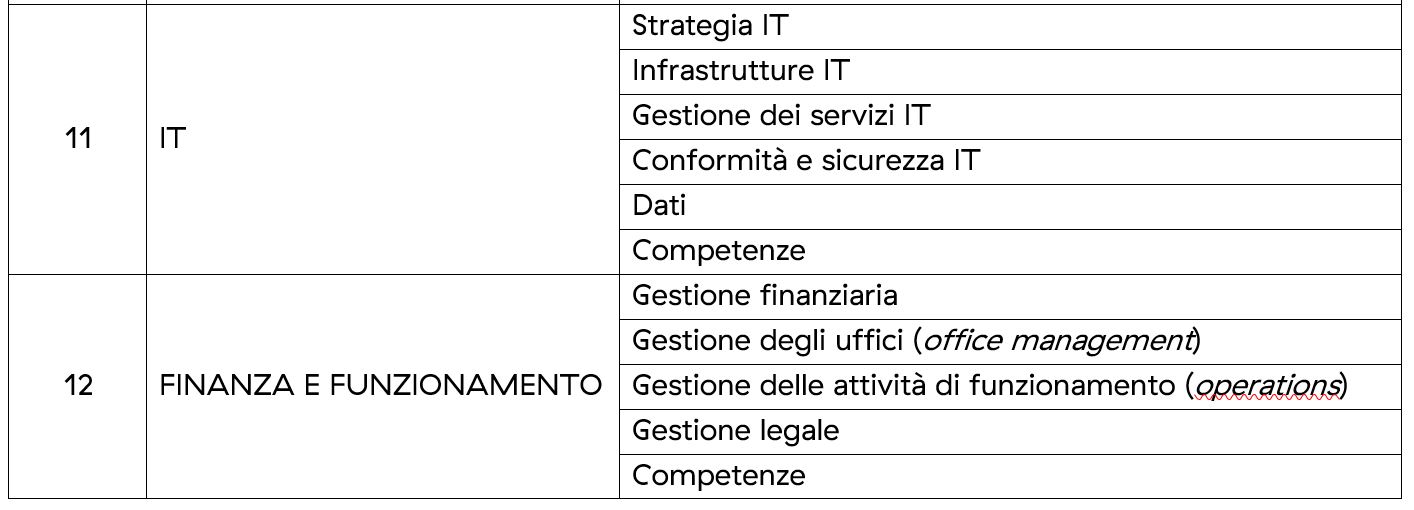 11
IT
Strategia IT
Infrastrutture IT
Gestione dei servizi IT
Conformità e sicurezza IT
Dati
Competenze
12
FINANZA E FUNZIONAMENTO
Gestione finanziaria
Gestione degli uffici (office management)
Gestione delle attività di funzionamento (operations)
Gestione legale
Competenze